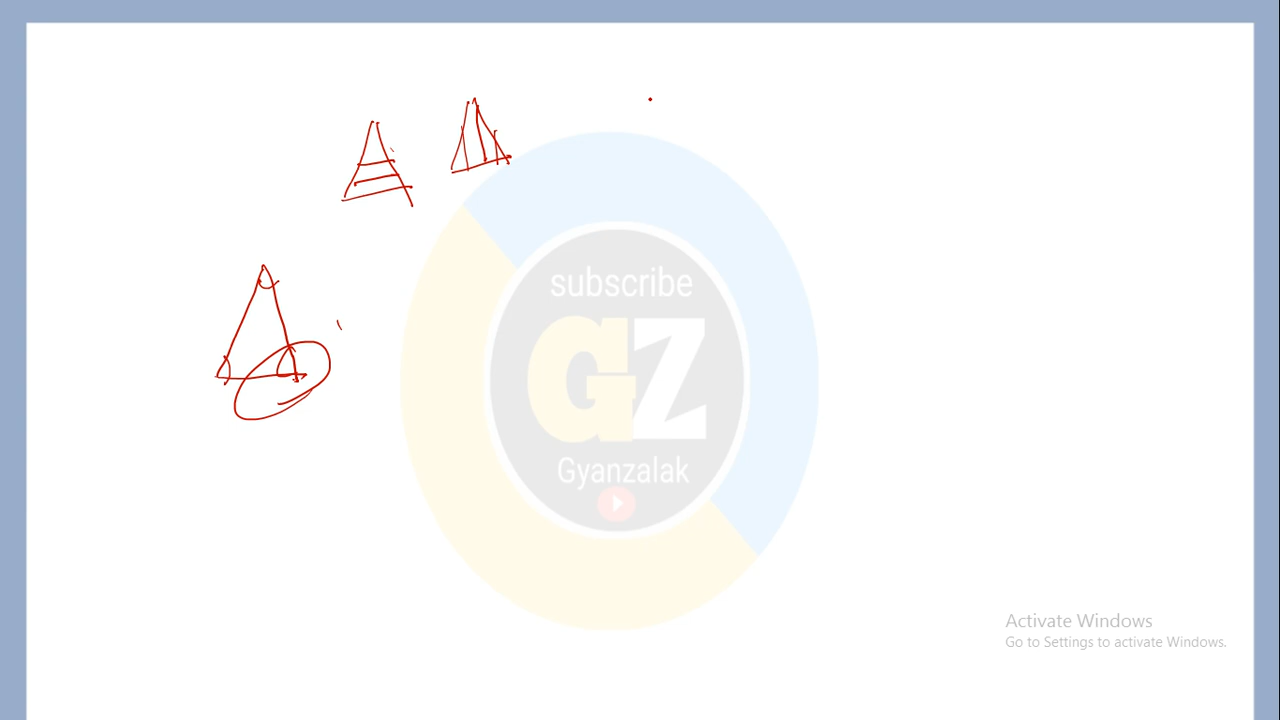 subscribe
GZ
Gyanzalak
Activate Windows
Go to Settings to activate Windows.